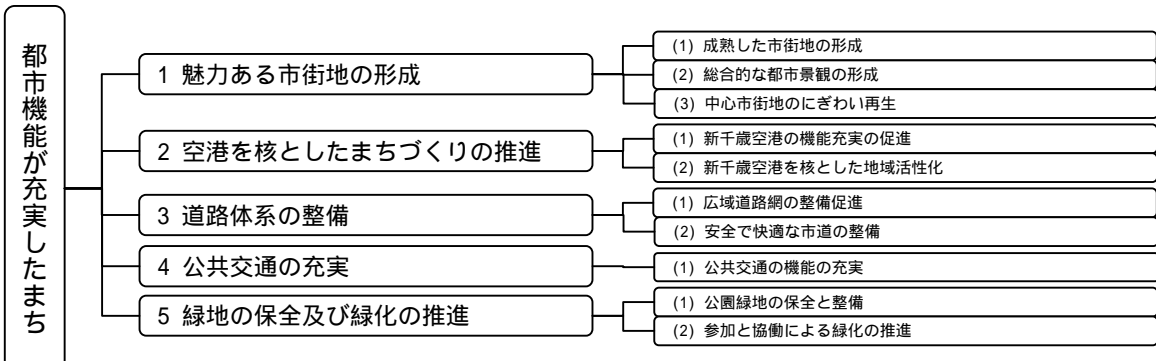 都市機能が充実したまち
1 魅力ある市街地の形成
(1) 成熟した市街地の形成
(2) 総合的な都市景観の形成
(3) 中心市街地のにぎわい再生
2 空港を核としたまちづくりの推進
(1) 新千歳空港の機能充実の促進
(2) 新千歳空港を核とした地域活性化
3 道路体系の整備
(1) 広域道路網の整備促進
(2) 安全で快適な市道の整備
4 公共交通の充実
(1) 公共交通の機能の充実
5 緑地の保全及び緑化の推進
(1) 公園緑地の保全と整備
(2) 参加と協働による緑化の推進